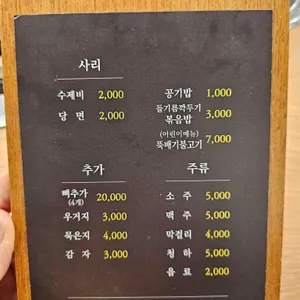 사리
수제비 2,000
당 면 2,000
공기밥 1,000
들기름깍두기
볶음밥 3,000
(어린이메뉴)
뚝배기불고기 7,000
추가
뼈추가 20,000
(4개)
우거지 3,000
묵은지 4,000
감 자 3,000
주류
소 주 5,000
맥 주 5,000
막걸리 4,000
청 하 5,000
음 료 2,000